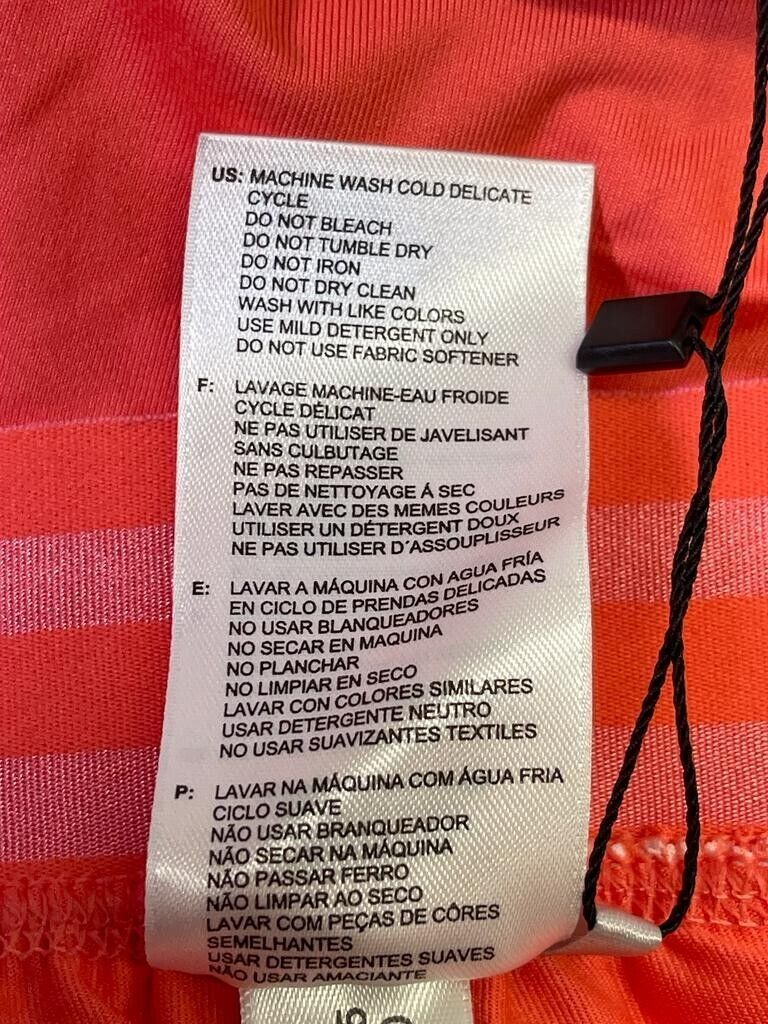 US: MACHINE WASH COLD DELICATE
CYCLE
DO NOT BLEACH
DO NOT TUMBLE DRY
DO NOT IRON
DO NOT DRY CLEAN
WASH WITH LIKE COLORS
USE MILD DETERGENT ONLY
DO NOT USE FABRIC SOFTENER
F: LAVAGE MACHINE-EAU FROIDE
CYCLE DÉLICAT
NE PAS UTILISER DE JAVELISANT
SANS CULBUTAGE
NE PAS REPASSER
PAS DE NETTOYAGE Á SEC
LAVER AVEC DES MEMES COULEURS
UTILISER UN DÉTERGENT DOUX
NE PAS UTILISER D´ASSOUPLISSEUR
E: LAVAR A MÁQUINA CON AGUA FRÍA
EN CICLO DE PRENDAS DELICADAS
NO USAR BLANQUEADORES
NO SECAR EN MAQUINA
NO PLANCHAR
NO LIMPIAR EN SECO
LAVAR CON COLORES SIMILARES
USAR DETERGENTE NEUTRO
NO USAR SUAVIZANTES TEXTILES
P: LAVAR NA MÁQUINA COM ÁGUA FRIA
CICLO SUAVE
NÃO USAR BRANQUEADOR
NÃO SECAR NA MÁQUINA
NÃO PASSAR FERRO
NÃO LIMPAR AO SECO
LAVAR COM PEÇAS DE CÔRES
SEMELHANTES
USAR DETERGENTES SUAVES
NÃO USAR AMACIANTE